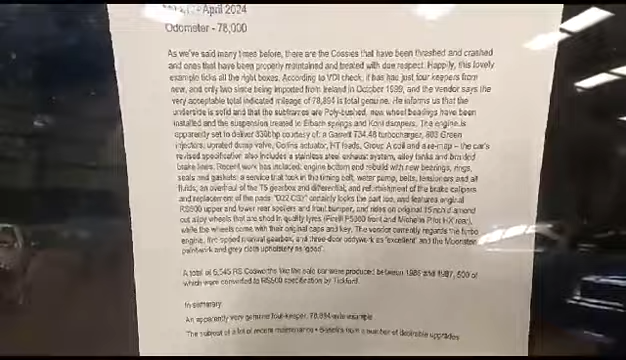 April 2024
Odometer - 78,000
As we've said many times before, there are the Cossies that have been thrashed and crashed
and ones that have been properly maintained and treated with due respect. Happily, this lovely
example ticks all the right boxes. According to VDI check, it has had just four keepers from
new, and only two since being imported from Ireland in October 1999, and the vendor says the
very acceptable total indicated mileage of 78,894 is total genuine. He informs us that the
underside is solid and that the subframes are Poly-bushed, new wheel bearings have been
installed and the suspension treated to Eibach springs and Koni dampers. The engine is
apparently set to deliver 330bhp courtesy of: a Garrett T34.48 turbocharger, 803 Green
injectors, uprated dump valve, Collins actuator, HT leads, Group A coil and a re-map – the car's
revised specification also includes a stainless steel exhaust system, alloy tanks and braided
brake lines. Recent work has included: engine bottom end rebuild with new bearings, rings,
seals and gaskets; a service that took in the timing belt, water pump, belts, tensioners and all
fluids, an overhaul of the T5 gearbox and differential, and refurbishment of the brake calipers
and replacement of the pads. certainly looks the part too, and features original
RS500 upper and lower rear spoilers and front bumper, and rides on original 15 inch diamond
cut alloy wheels that are shod in quality tyres (Pirelli P5000 front and Michelin Pilot HX rear),
while the wheels come with their original caps and key. The vendor currently regards the turbo
engine, five-speed manual gearbox, and three-door bodywork as "excellent" and the Moonstone
paintwork and grey cloth upholstery as "good".
A total of 5,545 RS Cosworths like the sale car were produced between 1986 and 1987, 500 of
which were converted to RS500 specification by Tickford.
In summary:
An apparently very genuine four-keeper, 78,894 mile example
The subject of a lot of recent maintenance • Benefits from a number of desirable upgrades